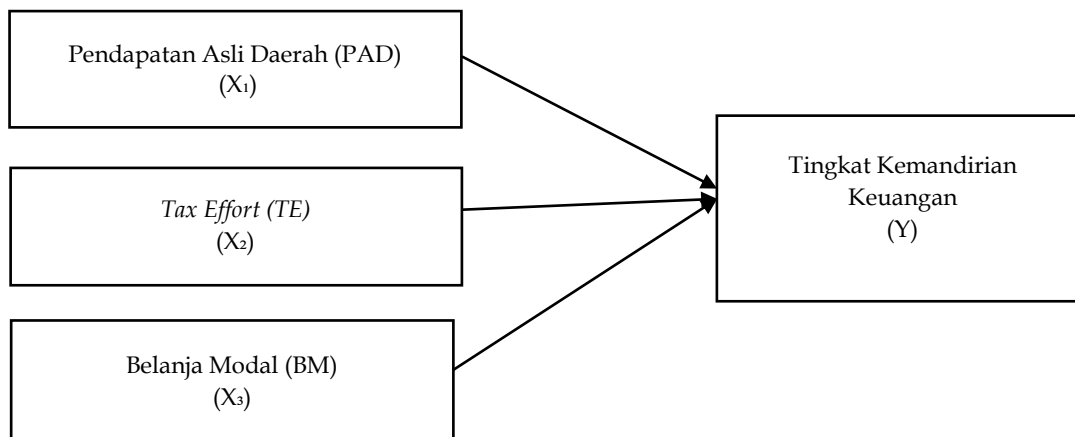 Pendapatan Asli Daerah (PAD)
(X₁)
Tax Effort (TE)
(X₂)
Belanja Modal (BM)
(X₃)
Tingkat Kemandirian
Keuangan
(Y)